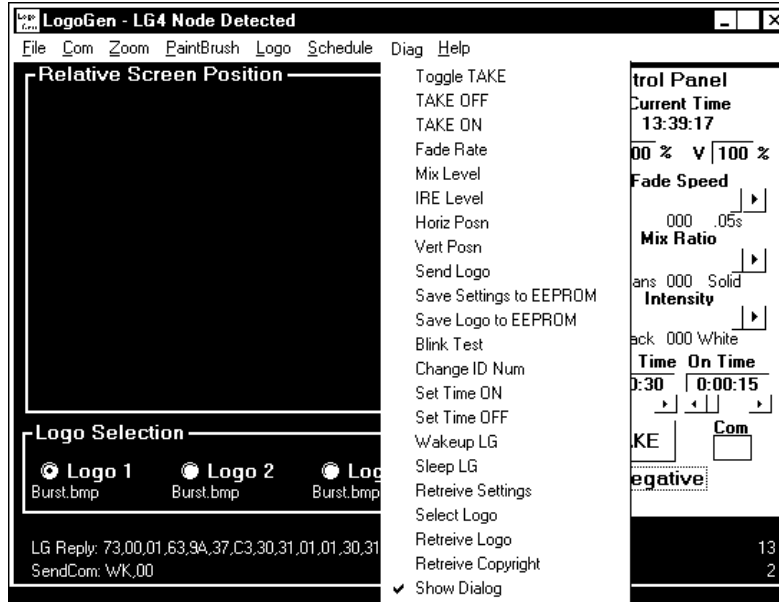 LogoGen - LG4 Node Detected
File Com Zoom PaintBrush Logo Schedule Diag Help
Relative Screen Position
Toggle TAKE
TAKE OFF
TAKE ON
Fade Rate
Mix Level
IRE Level
Horiz Posn
Vert Posn
Send Logo
Save Settings to EEPROM
Save Logo to EEPROM
Blink Test
Change ID Num
Set Time ON
Set Time OFF
Wakeup LG
Sleep LG
Retreive Settings
Select Logo
Retreive Logo
Retreive Copyright
Show Dialog
trol Panel
Current Time
13:39:17
00 % V 100 %
Fade Speed
000 .05s
Mix Ratio
ans 000 Solid
Intensity
ack 000 White
Time On Time
0:30 0:00:15
KE Com
egative
Logo Selection
Logo 1 Logo 2 Log
Burst.bmp Burst.bmp Burst.bmp
LG Reply: 73,00,01,63,9A,37,C3,30,31,01,01,30,31 13
SendCom: WK,00 2